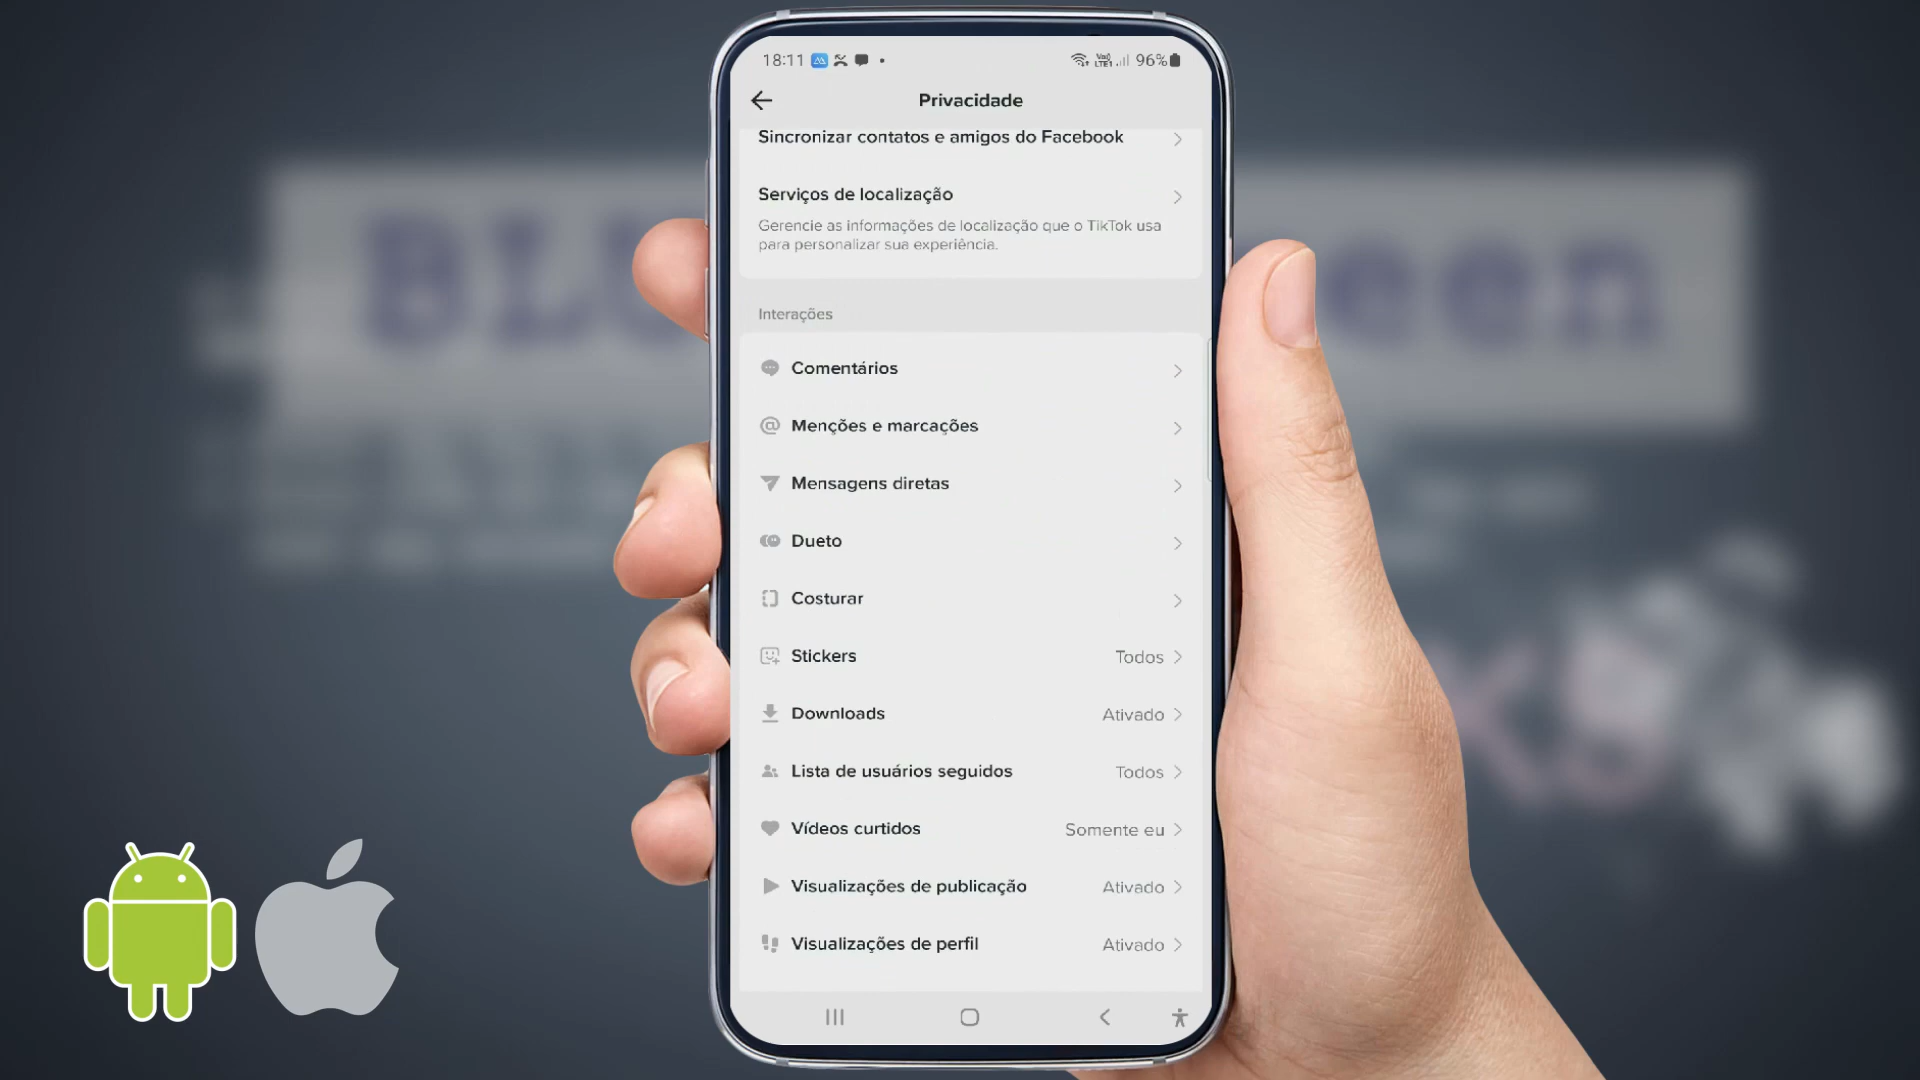 18:11
Vo)) LTE1 96%
Privacidade
Sincronizar contatos e amigos do Facebook
Serviços de localização
Gerencie as informações de localização que o TikTok usa
para personalizar sua experiência.
Interações
Comentários
Menções e marcações
Mensagens diretas
Dueto
Costurar
Stickers Todos
Downloads Ativado
Lista de usuários seguidos Todos
Vídeos curtidos Somente eu
Visualizações de publicação Ativado
Visualizações de perfil Ativado